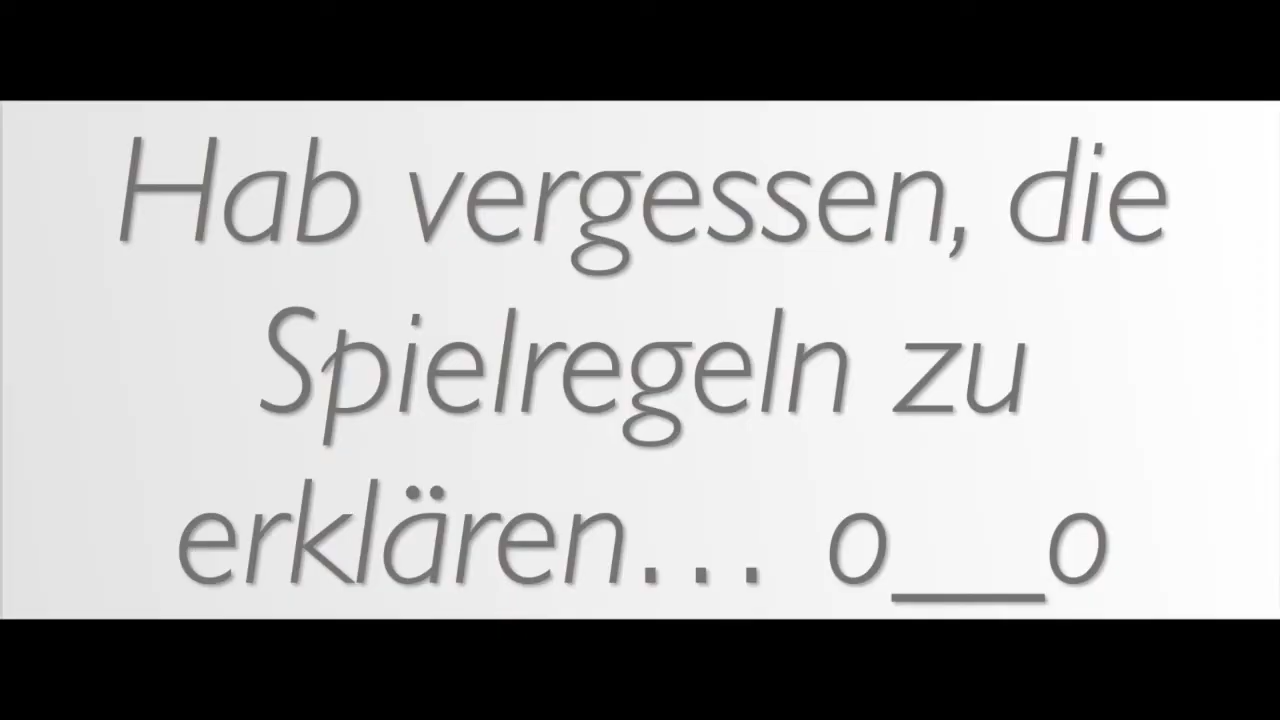 Hab vergessen, die
Spielregeln zu
erklären... o__o